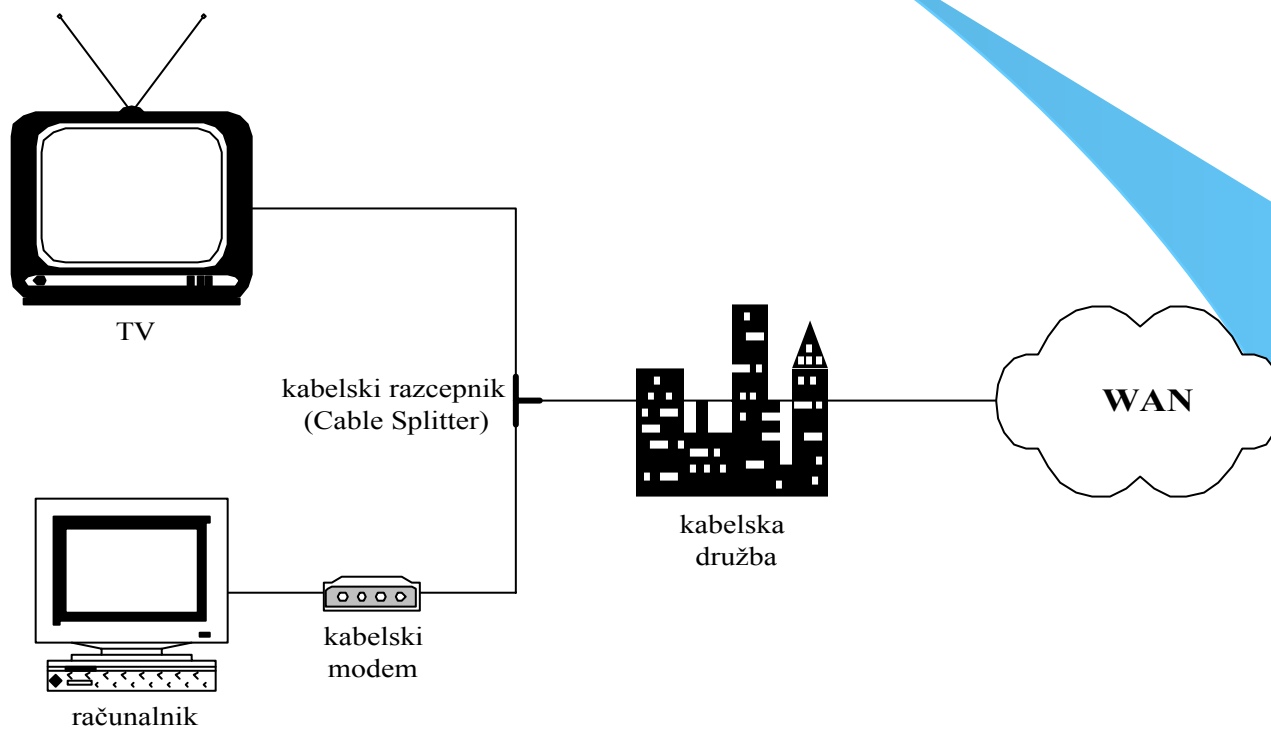 TV
kabelski razcepnik
(Cable Splitter)
WAN
kabelska
družba
kabelski
modem
računalnik